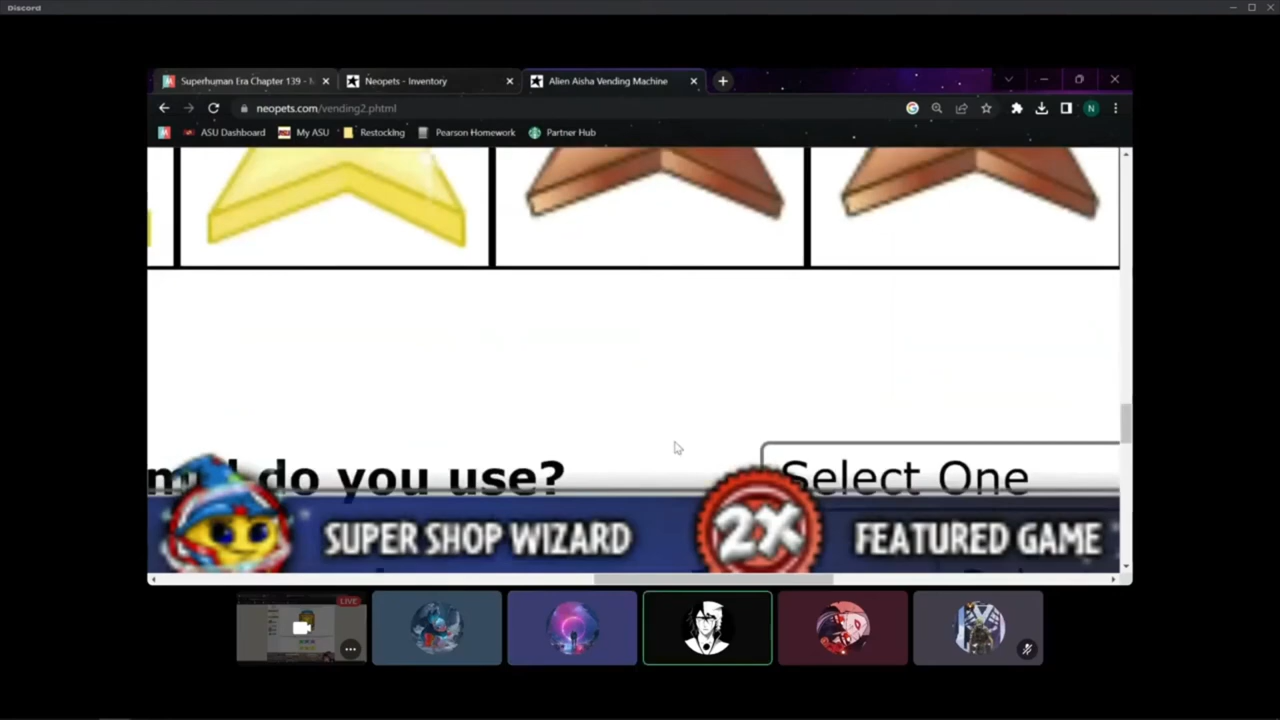 Discord
Superhuman Era Chapter 139 -
Neopets - Inventory
Alien Aisha Vending Machine
neopets.com/vending2.phtml
N
ASU Dashboard
My ASU
Restocking
Pearson Homework
Partner Hub
do you use?
Select One
SUPER SHOP WIZARD
2X
FEATURED GAME
LIVE